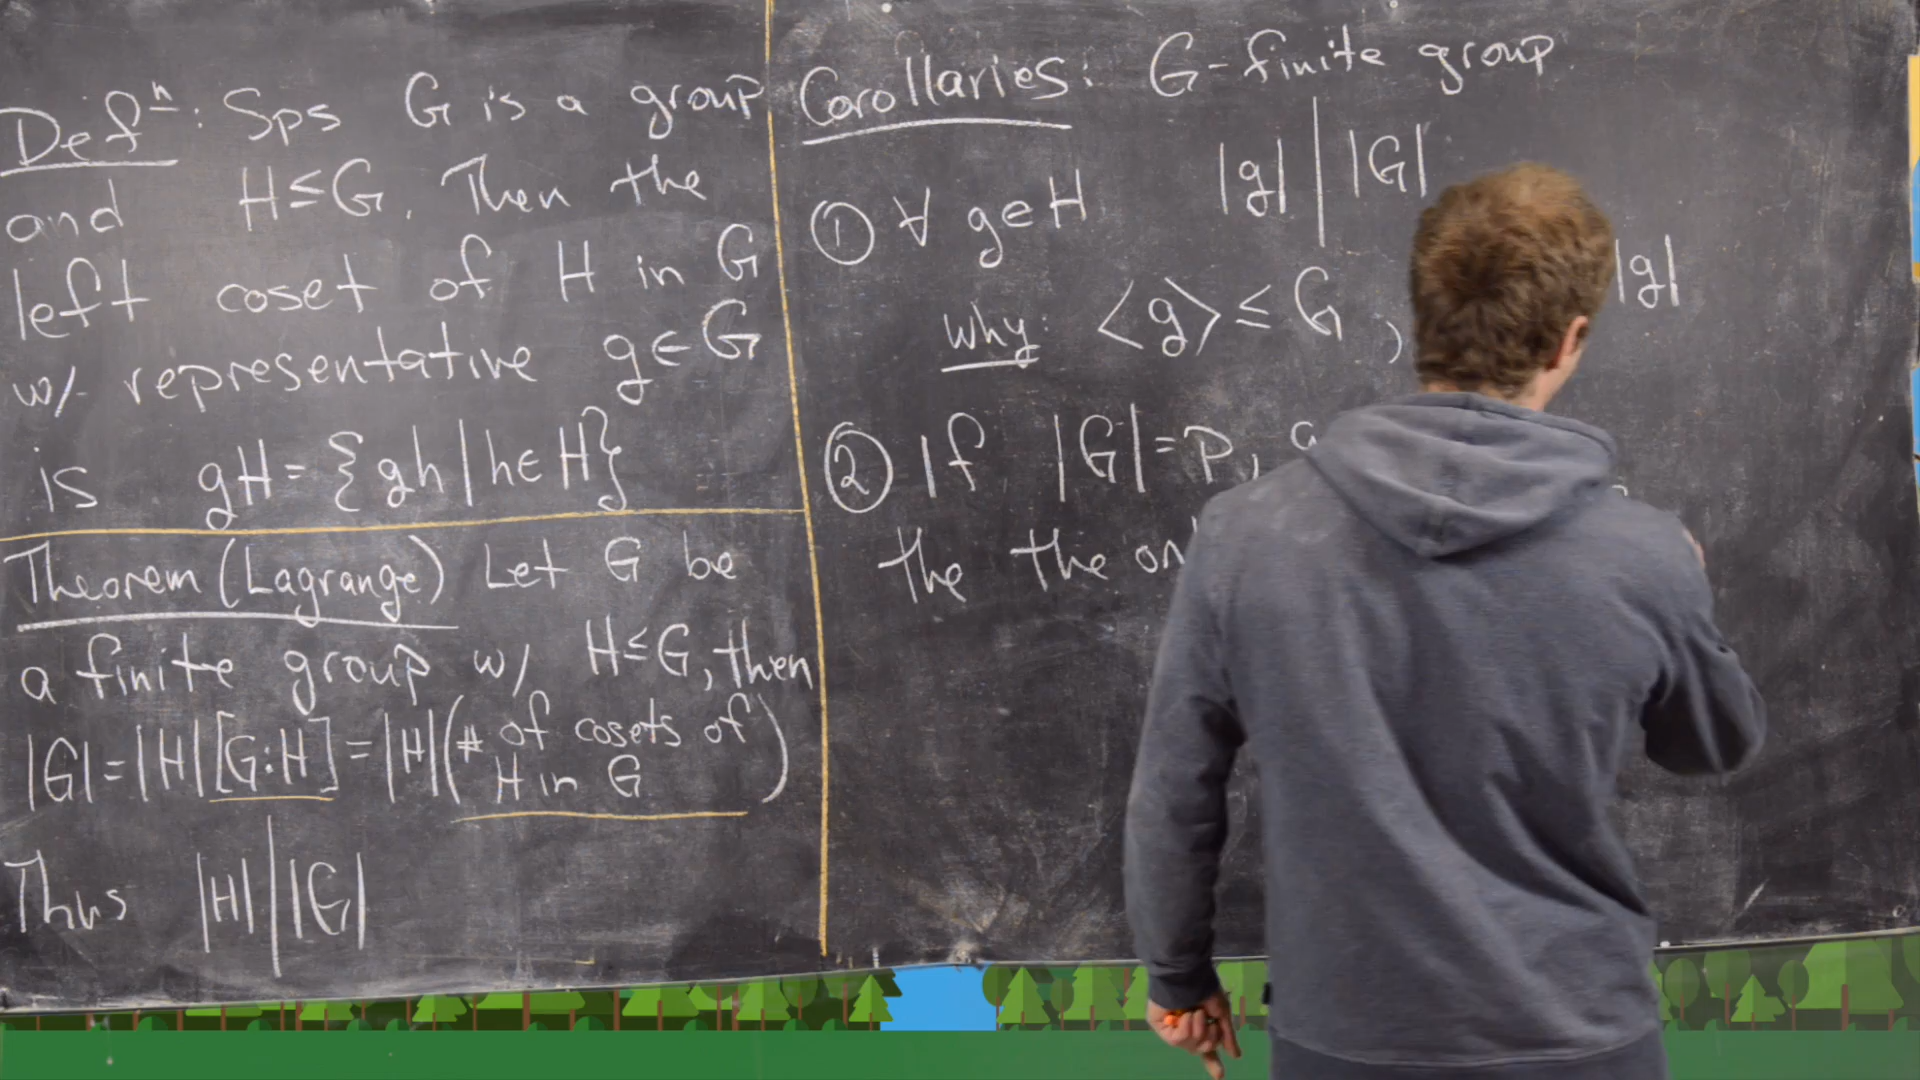 Defⁿ: Sps G is a group
and H≤G. Then the
left coset of H in G
w/ representative g∈G
is gH={gh|h∈H}
Theorem (Lagrange) Let G be
a finite group w/ H≤G, then
|G|=|H|[G:H]=|H|(# of cosets of
H in G)
Thus |H| | |G|
Corollaries: G-finite group.
① ∀ g∈H |g| | |G|
why: <g> ≤ G, |g|
② If |G|=p, a
the the on